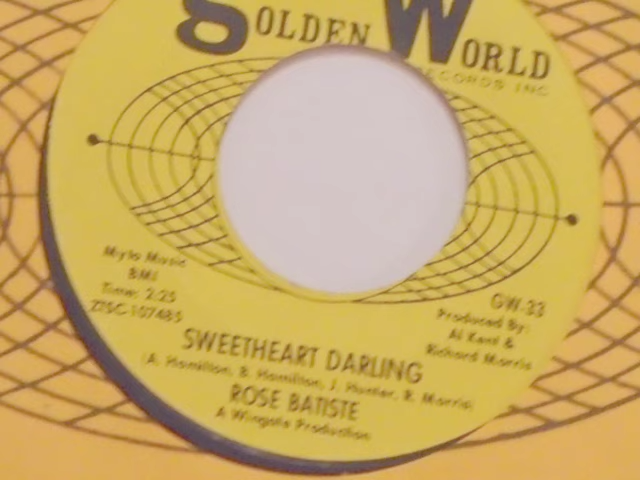 GOLDEN WORLD
RECORDS INC
Myto Music
BMI
Time: 2:25
ZTSC-107485
GW-33
Produced By:
Al Kent &
Richard Morris
SWEETHEART DARLING
(A. Hamilton, B. Hamilton, J. Hunter, R. Morris)
ROSE BATISTE
A Wingate Production